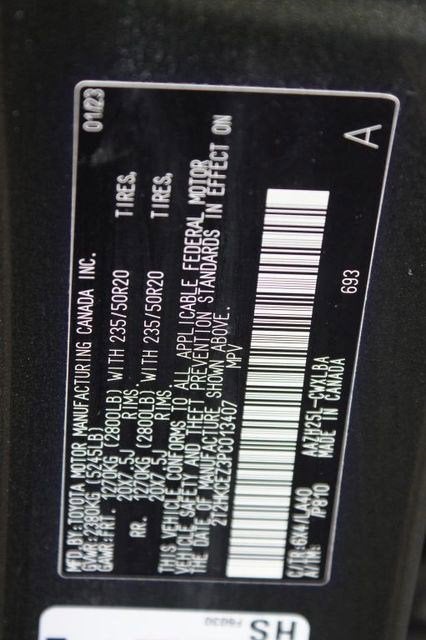 MFD.BY:TOYOTA MOTOR MANUFACTURING CANADA INC. 01/23
GVWR:2380KG (5245LB)
GAWR:FRT. 1270KG (2800LB) WITH 235/50R20 TIRES,
20X7.5J RIMS,
RR. 1270KG (2800LB) WITH 235/50R20 TIRES,
20X7.5J RIMS
THIS VEHICLE CONFORMS TO ALL APPLICABLE FEDERAL MOTOR
VEHICLE SAFETY AND THEFT PREVENTION STANDARDS IN EFFECT ON
THE DATE OF MANUFACTURE SHOWN ABOVE.
2T2HKCEZ3PC013407 MPV
C/TR:6X4/LA40 AAZH25L-CWXLBA 693 A
A/TM: /P810 MADE IN CANADA
HS
F6030